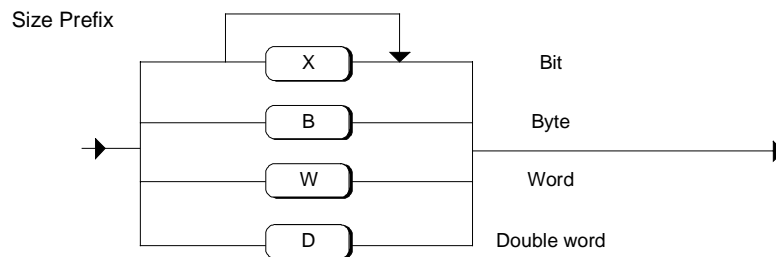 Size Prefix
X Bit
B Byte
W Word
D Double word